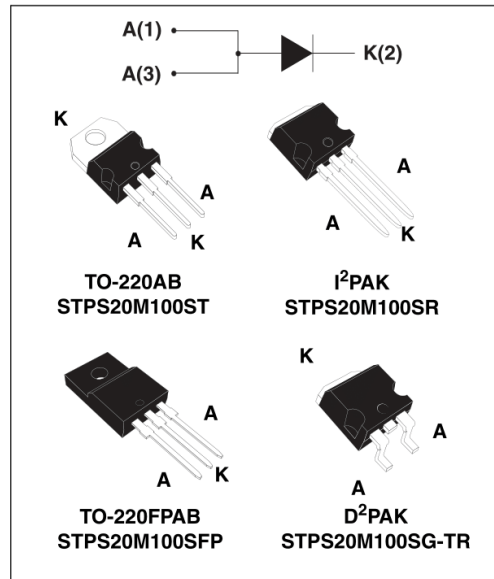 A(1)
A(3)
K(2)
K
A
A
K
TO-220AB
STPS20M100ST
A
A
K
I²PAK
STPS20M100SR
A
A
K
TO-220FPAB
STPS20M100SFP
K
A
A
D²PAK
STPS20M100SG-TR